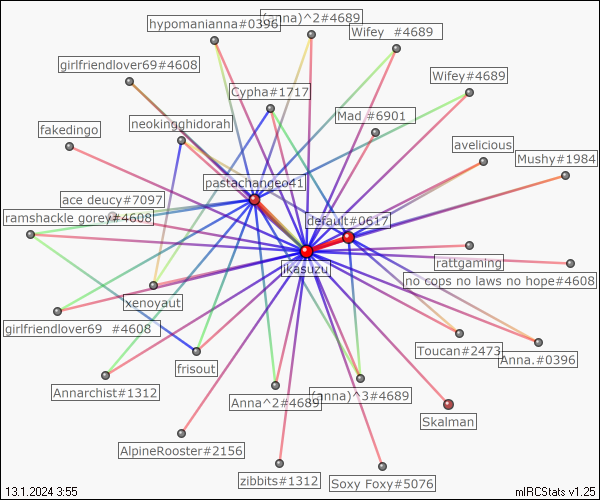 (anna)^2#4689
hypomanianna#0396
Wifey #4689
girlfriendlover69#4608
Wifey#4689
Cypha#1717
Mad #6901
neokingghidorah
fakedingo
avelicious
Mushy#1984
pastachangeo41
ace deucy#7097
ramshackle gorey#4608
default#0617
ikasuzu
rattgaming
no cops no laws no hope#4608
xenoyaut
girlfriendlover69 #4608
Toucan#2473
Anna.#0396
frisout
Annarchist#1312
Anna^2#4689
(anna)^3#4689
Skalman
AlpineRooster#2156
zibbits#1312
Soxy Foxy#5076
13.1.2024 3:55
mIRCStats v1.25